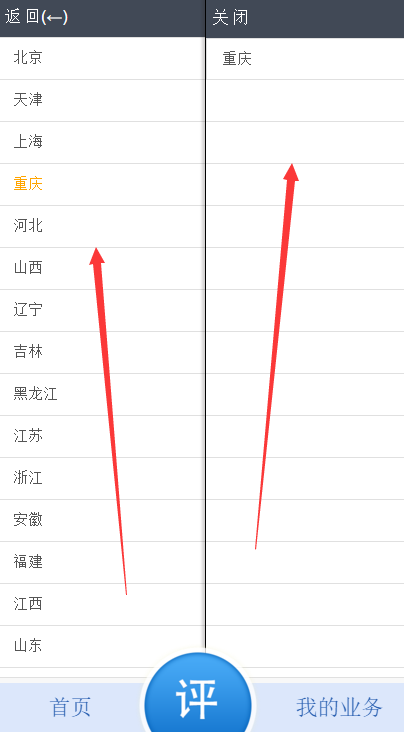 返回(←)
关闭
北京
重庆
天津
上海
重庆
河北
山西
辽宁
吉林
黑龙江
江苏
浙江
安徽
福建
江西
山东
首页
评
我的业务